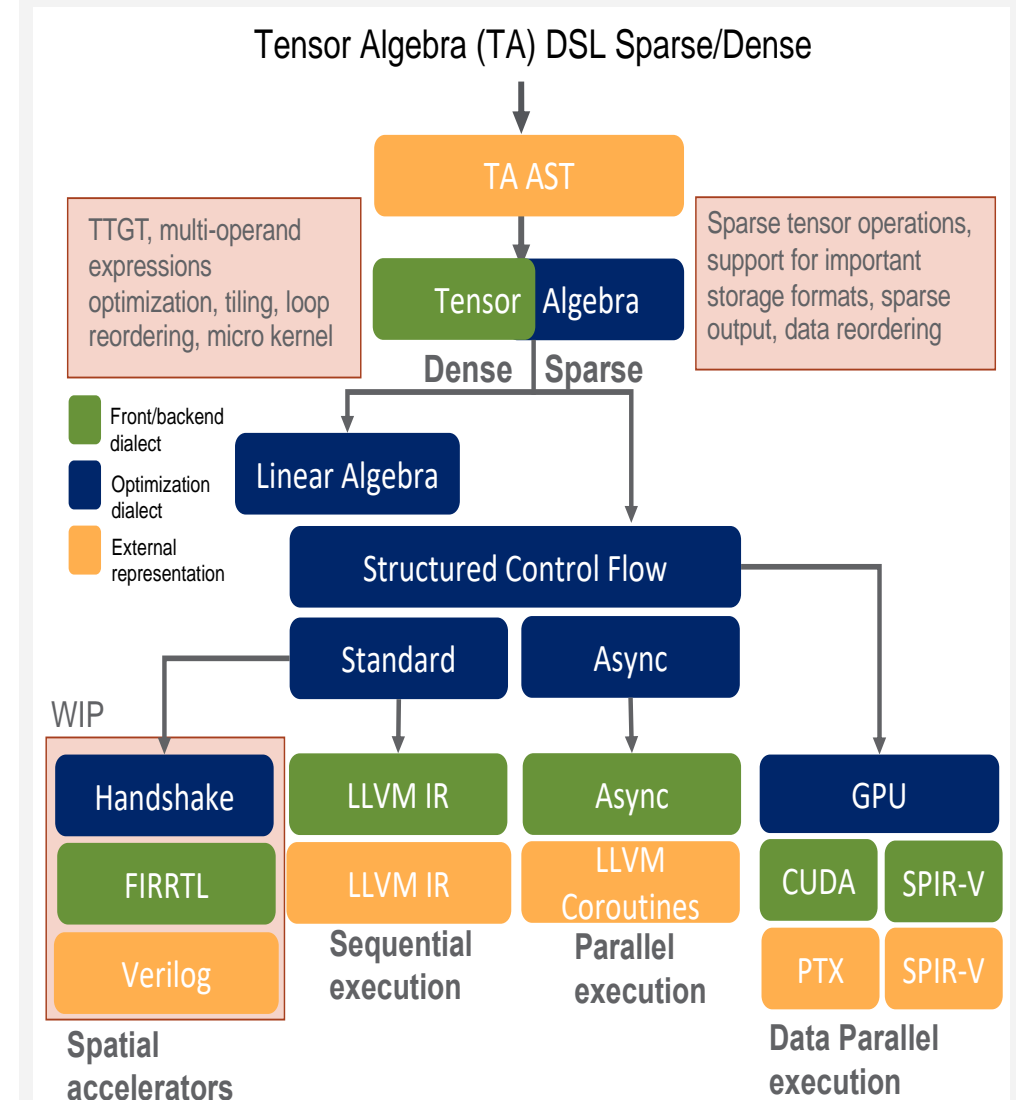 Tensor Algebra (TA) DSL Sparse/Dense
TA AST
TTGT, multi-operand
expressions
optimization, tiling, loop
reordering, micro kernel
Sparse tensor operations,
support for important
storage formats, sparse
output, data reordering
Tensor Algebra
Dense Sparse
Front/backend
dialect
Optimization
dialect
External
representation
Linear Algebra
Structured Control Flow
Standard
Async
WIP
Handshake
LLVM IR
Async
GPU
FIRRTL
LLVM IR
LLVM
Coroutines
CUDA
SPIR-V
Verilog
Sequential
execution
Parallel
execution
PTX
SPIR-V
Spatial
accelerators
Data Parallel
execution